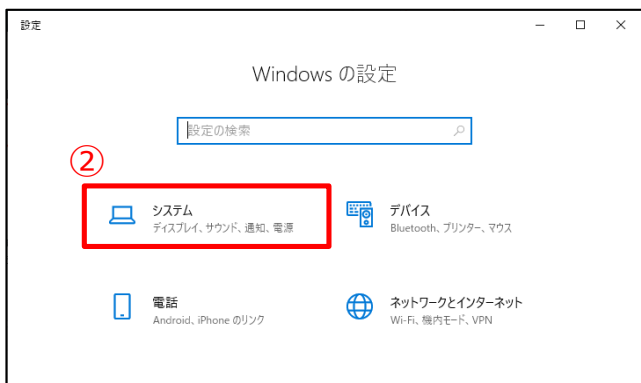 設定
Windows の設定
設定の検索
②
システム
ディスプレイ、サウンド、通知、電源
デバイス
Bluetooth、プリンター、マウス
電話
Android、iPhone のリンク
ネットワークとインターネット
Wi-Fi、機内モード、VPN